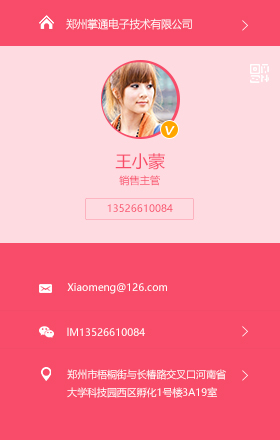 郑州掌通电子技术有限公司
王小蒙
销售主管
13526610084
Xiaomeng@126.com
lM13526610084
郑州市梧桐街与长椿路交叉口河南省
大学科技园西区孵化1号楼3A19室